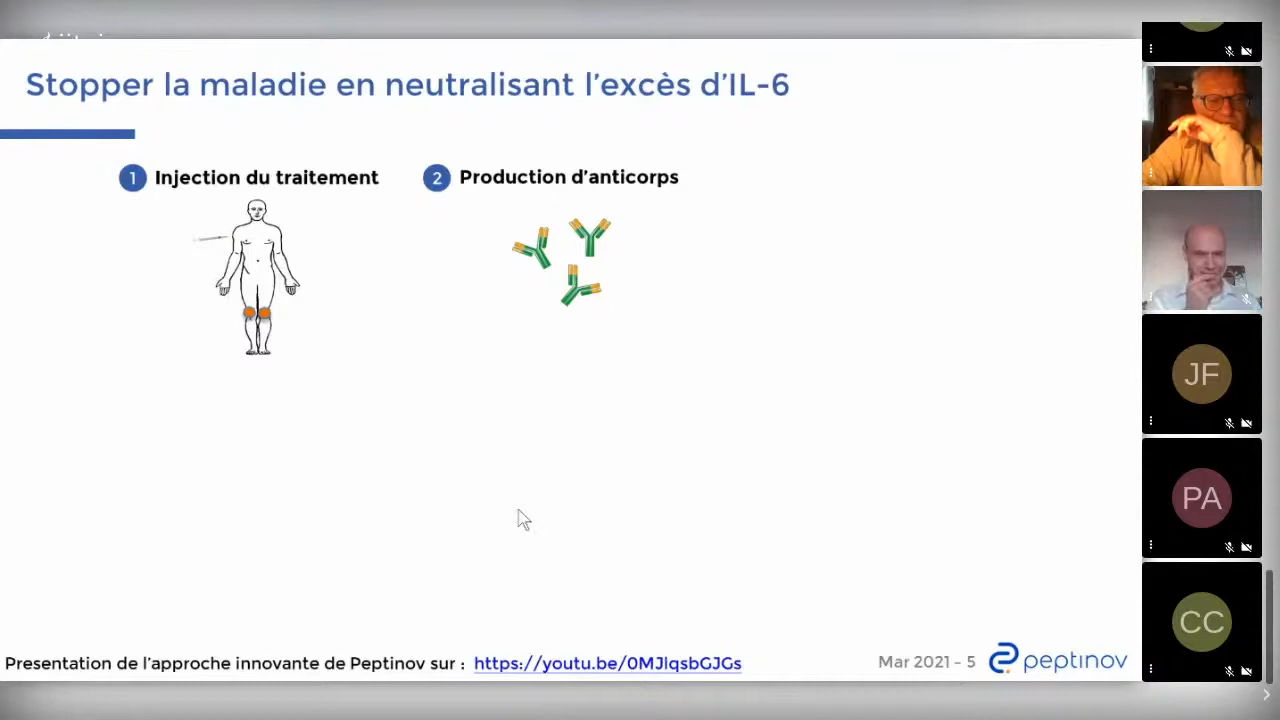 Stopper la maladie en neutralisant l'excès d'IL-6
1 Injection du traitement
2 Production d'anticorps
JF
PA
CC
Presentation de l'approche innovante de Peptinov sur : https://youtu.be/0MJlqsbGJGs
Mar 2021 - 5
peptinov